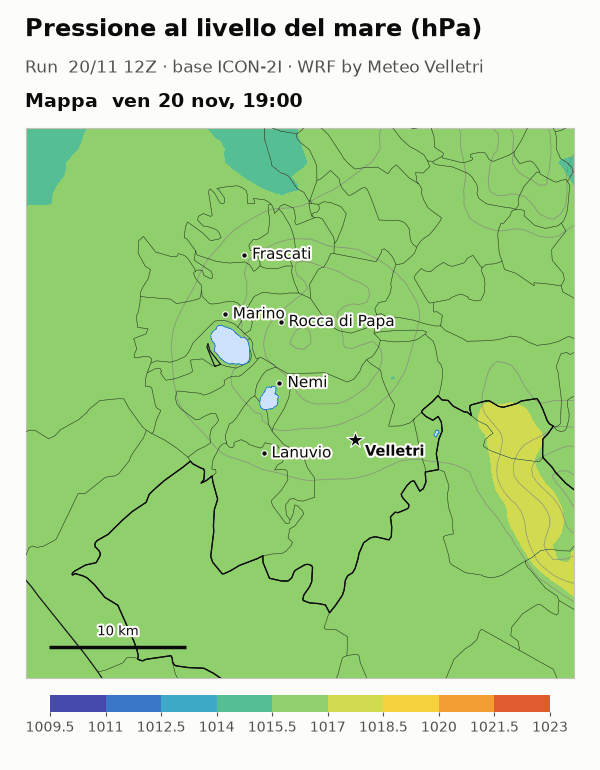 Pressione al livello del mare (hPa)
Run  20/11 12Z · base ICON-2I · WRF by Meteo Velletri
Mappa  ven 20 nov, 19:00
Frascati
Marino
Rocca di Papa
Nemi
Velletri
Lanuvio
10 km
1009.5 1011 1012.5 1014 1015.5 1017 1018.5 1020 1021.5 1023